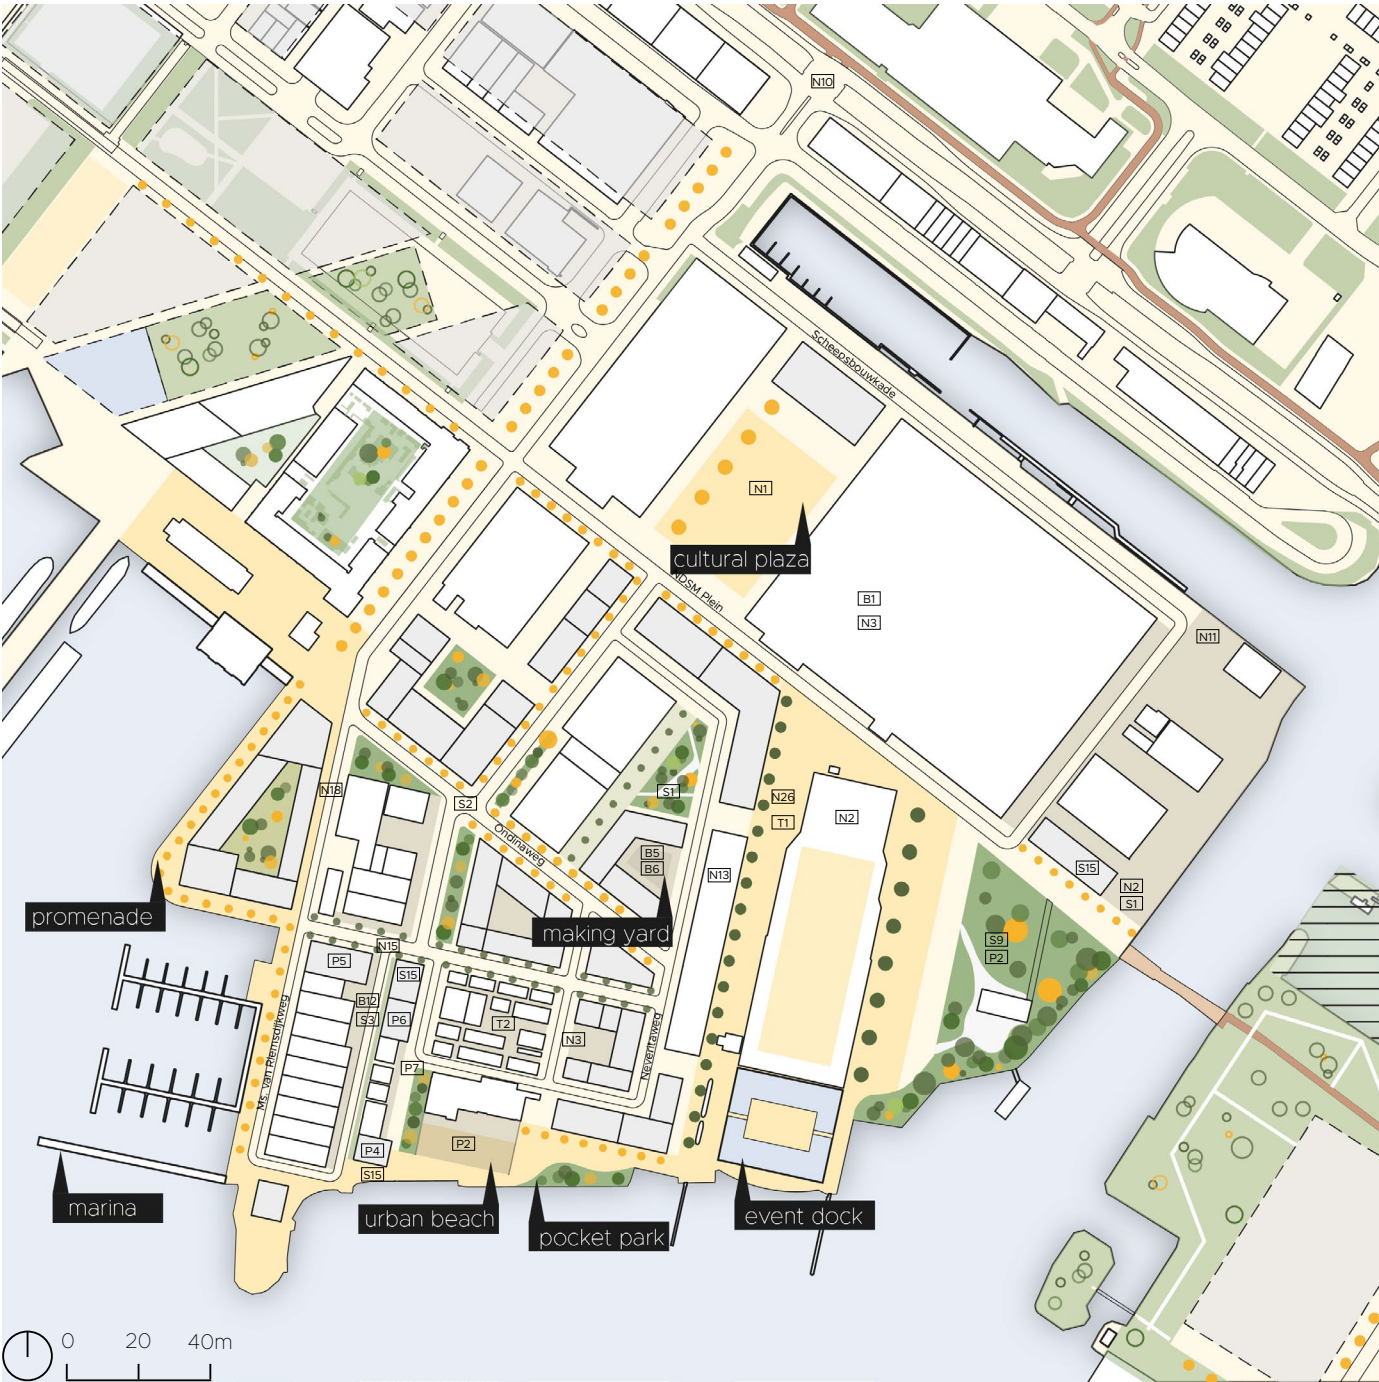 N10
Scheepsbouwkade
N1
cultural plaza
NDSM Plein
B1
N3
N11
N18
S2
S1
N26
T1
N2
Ondinaweg
B5
B6
N13
S15
N2
S1
promenade
making yard
S9
P2
N15
P5
S15
B12
S3
P6
T2
N3
Ms. van Riemsdijkweg
Neveritaweg
P7
P4
P2
S15
marina
urban beach
pocket park
event dock
0 20 40m